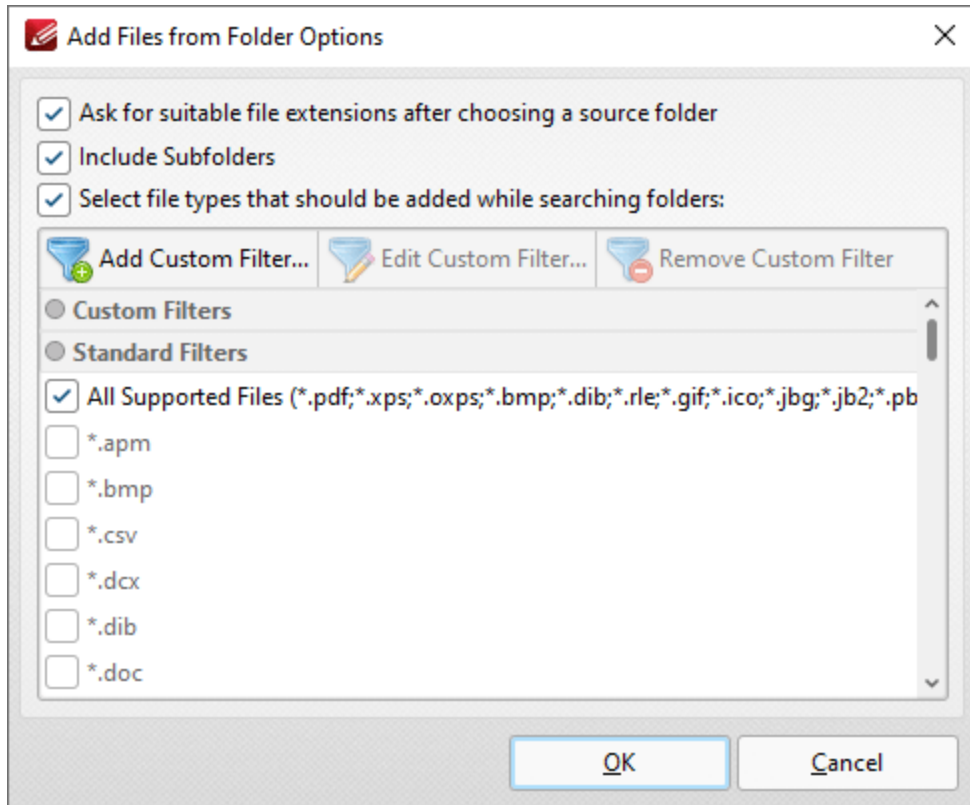 Add Files from Folder Options
Ask for suitable file extensions after choosing a source folder
Include Subfolders
Select file types that should be added while searching folders:
Add Custom Filter... Edit Custom Filter... Remove Custom Filter
Custom Filters
Standard Filters
All Supported Files (*.pdf;*.xps;*.oxps;*.bmp;*.dib;*.rle;*.gif;*.ico;*.jbg;*.jb2;*.pb
*.apm
*.bmp
*.csv
*.dcx
*.dib
*.doc
OK Cancel